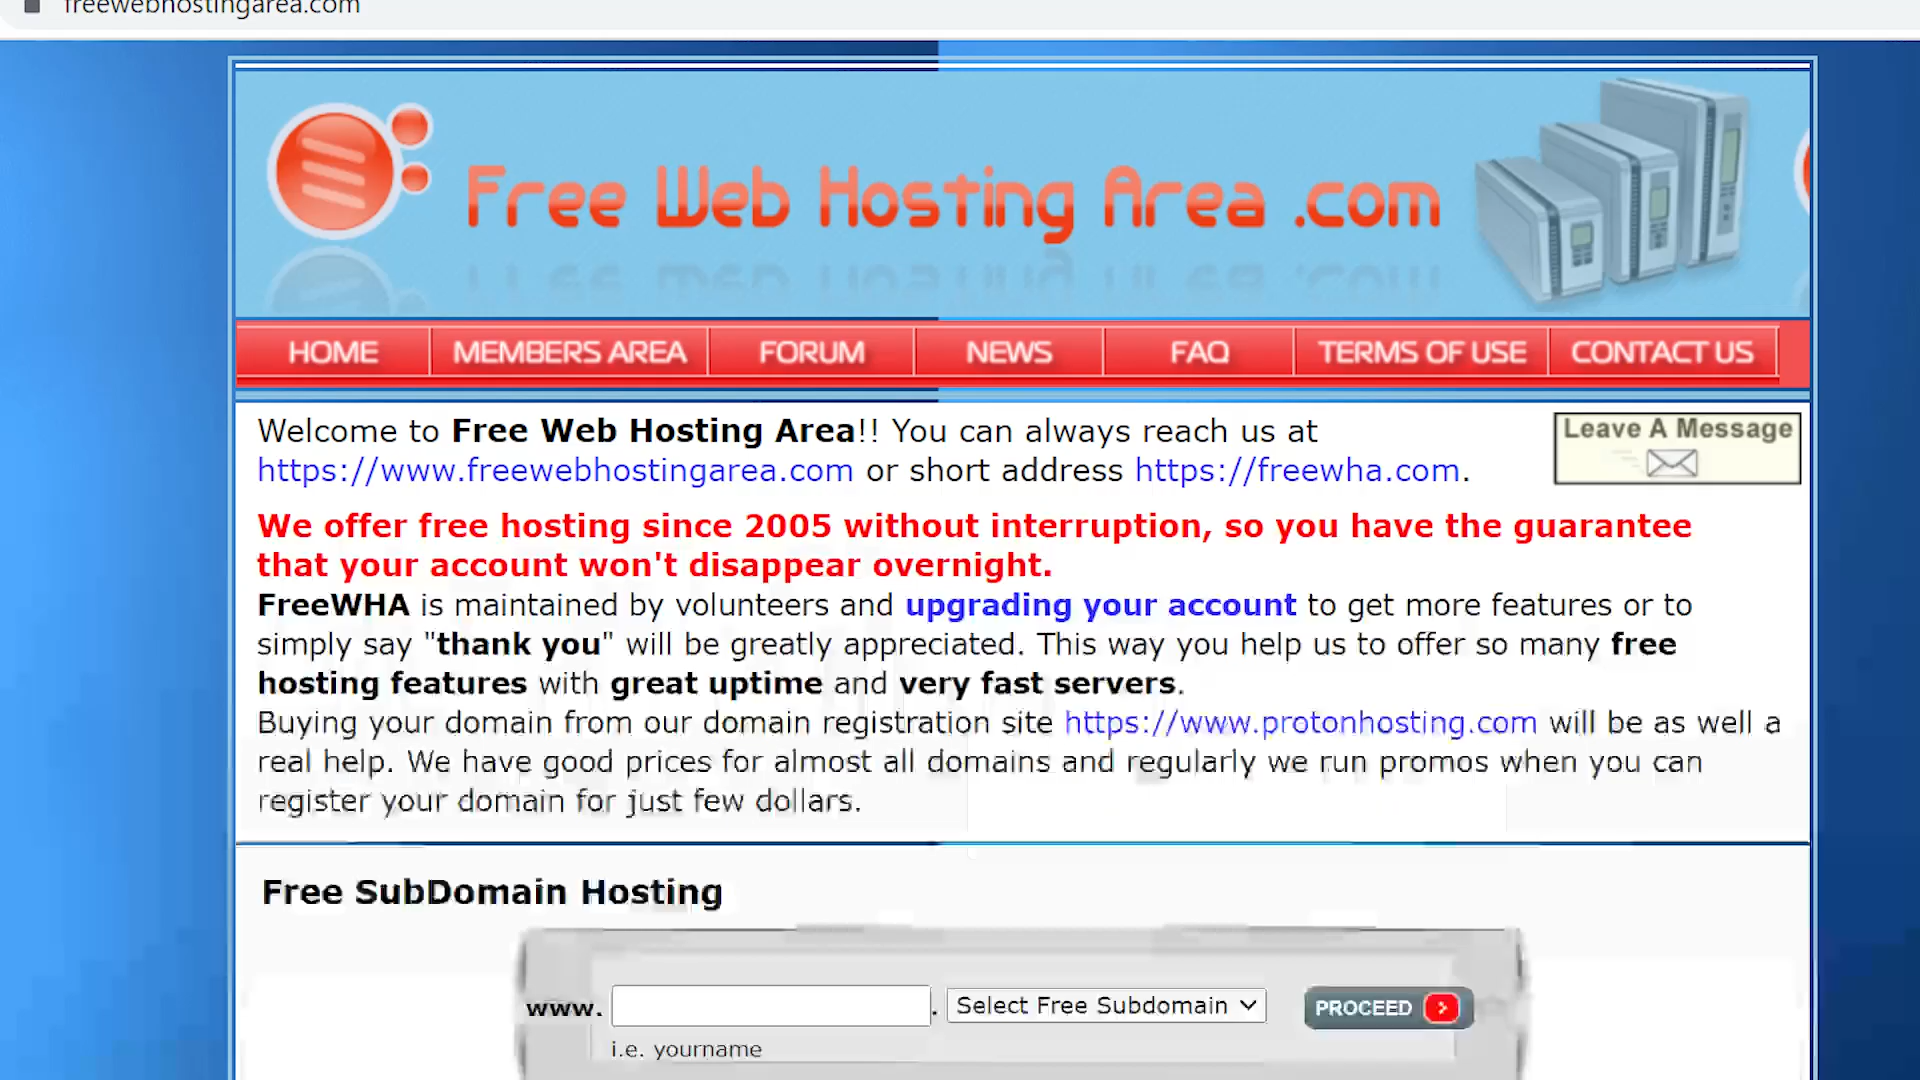 freewebhostingarea.com
Free Web Hosting Area .com
HOME MEMBERS AREA FORUM NEWS FAQ TERMS OF USE CONTACT US
Welcome to Free Web Hosting Area!! You can always reach us at
https://www.freewebhostingarea.com or short address https://freewha.com.
Leave A Message
We offer free hosting since 2005 without interruption, so you have the guarantee
that your account won't disappear overnight.
FreeWHA is maintained by volunteers and upgrading your account to get more features or to
simply say "thank you" will be greatly appreciated. This way you help us to offer so many free
hosting features with great uptime and very fast servers.
Buying your domain from our domain registration site https://www.protonhosting.com will be as well a
real help. We have good prices for almost all domains and regularly we run promos when you can
register your domain for just few dollars.
Free SubDomain Hosting
www. . Select Free Subdomain PROCEED
i.e. yourname